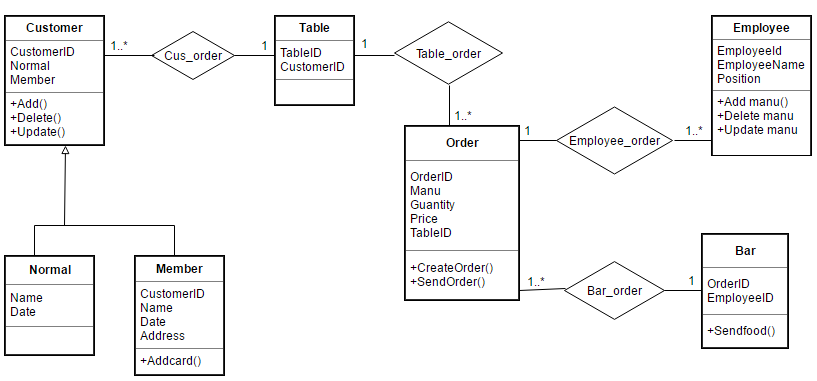 Customer
CustomerID
Normal
Member
+Add()
+Delete()
+Update()
1..*
Cus_order
1
Table
TableID
CustomerID
1
Table_order
1..*
Employee
EmployeeId
EmployeeName
Position
+Add manu()
+Delete manu
+Update manu
Order
OrderID
Manu
Guantity
Price
TableID
+CreateOrder()
+SendOrder()
1
Employee_order
1..*
1..*
Bar_order
1
Bar
OrderID
EmployeeID
+Sendfood()
Normal
Name
Date
Member
CustomerID
Name
Date
Address
+Addcard()